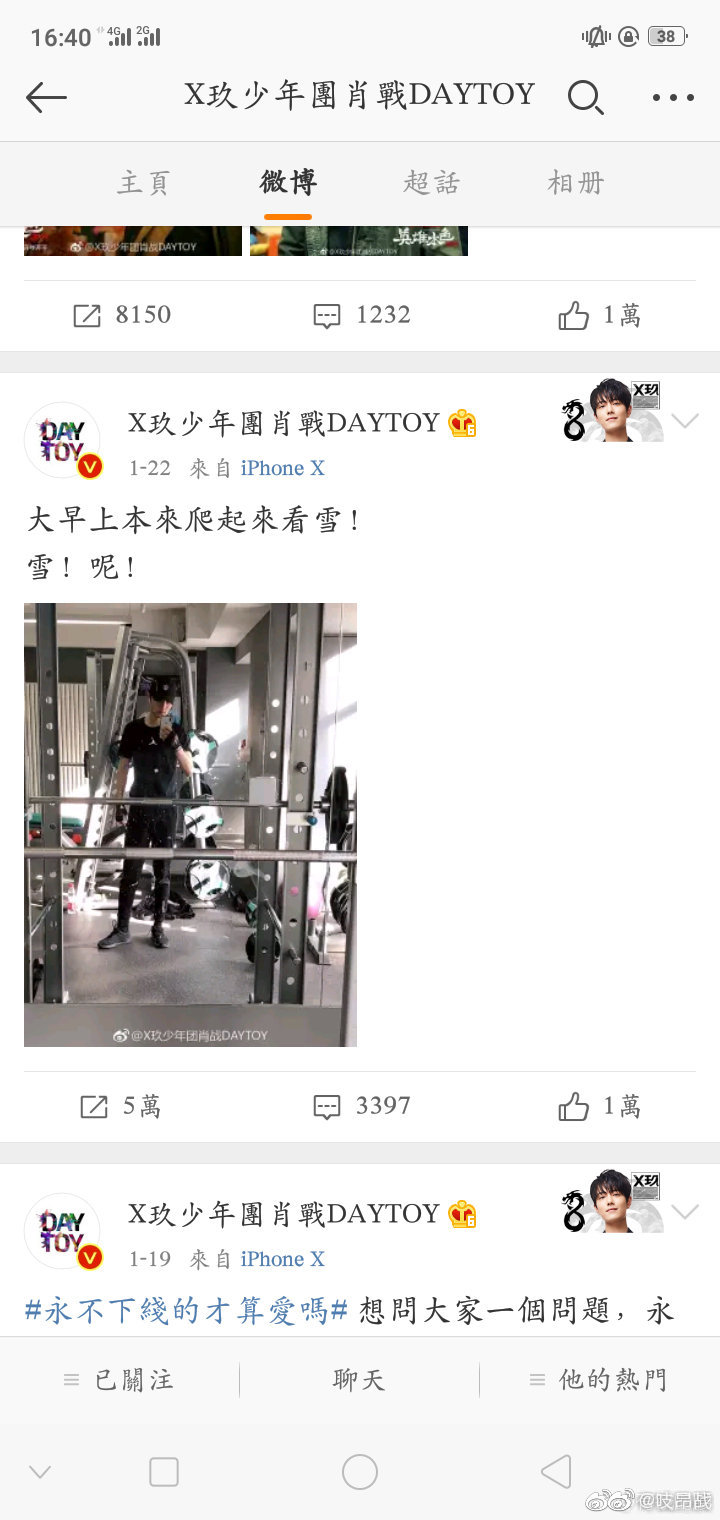 16:40 4G 2G 38
X玖少年團肖戰DAYTOY
主頁 微博 超話 相册
@X玖少年团肖战DAYTOY
@X玖少年团肖战DAYTOY
8150 1232 1萬
DAY TOY
X玖少年團肖戰DAYTOY 6
X玖
1-22 來自 iPhone X
大早上本來爬起來看雪！
雪！呢！
@X玖少年团肖战DAYTOY
5萬 3397 1萬
DAY TOY
X玖少年團肖戰DAYTOY 6
X玖
1-19 來自 iPhone X
#永不下綫的才算愛嗎# 想問大家一個問題，永
已關注 聊天 他的熱門